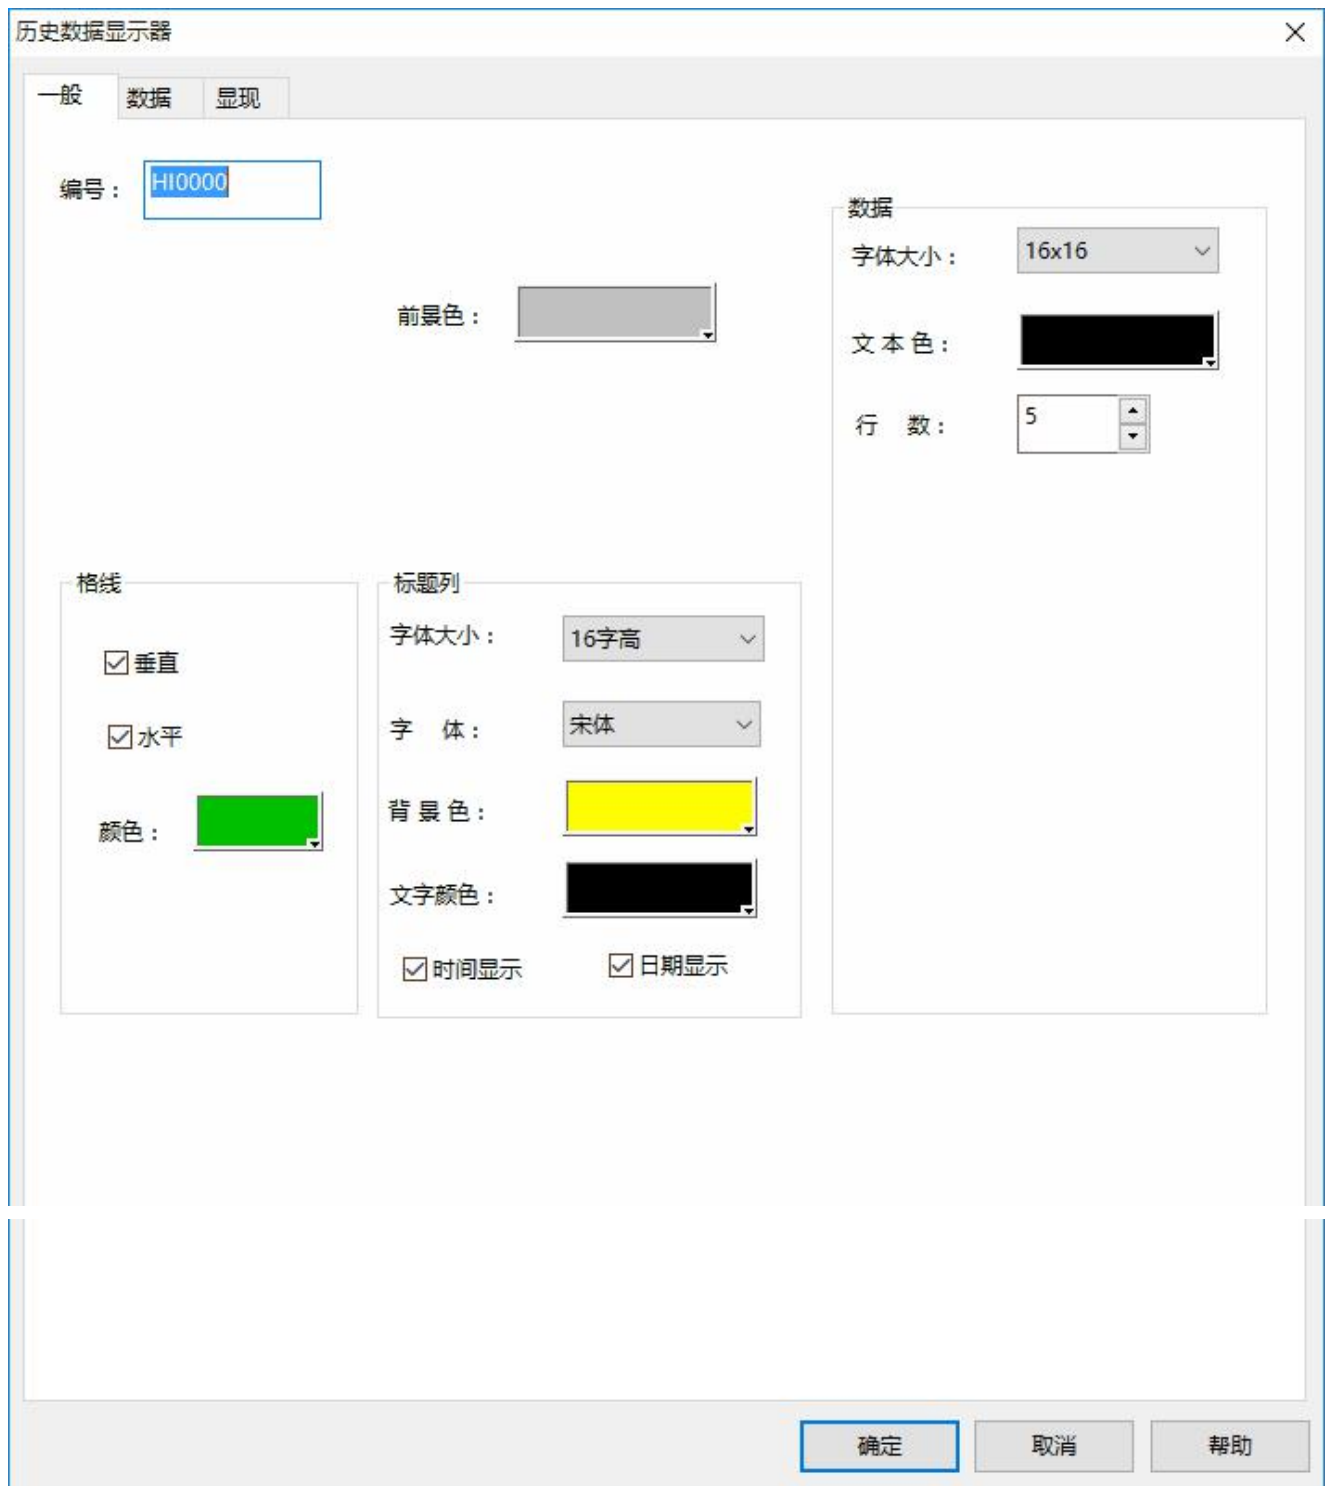 历史数据显示器
一般 数据 显现
编号： HI0000
前景色：
数据
字体大小： 16x16
文 本 色：
行 数： 5
格线
垂直
水平
颜色：
标题列
字体大小： 16字高
字 体： 宋体
背 景 色：
文字颜色：
时间显示 日期显示
确定 取消 帮助